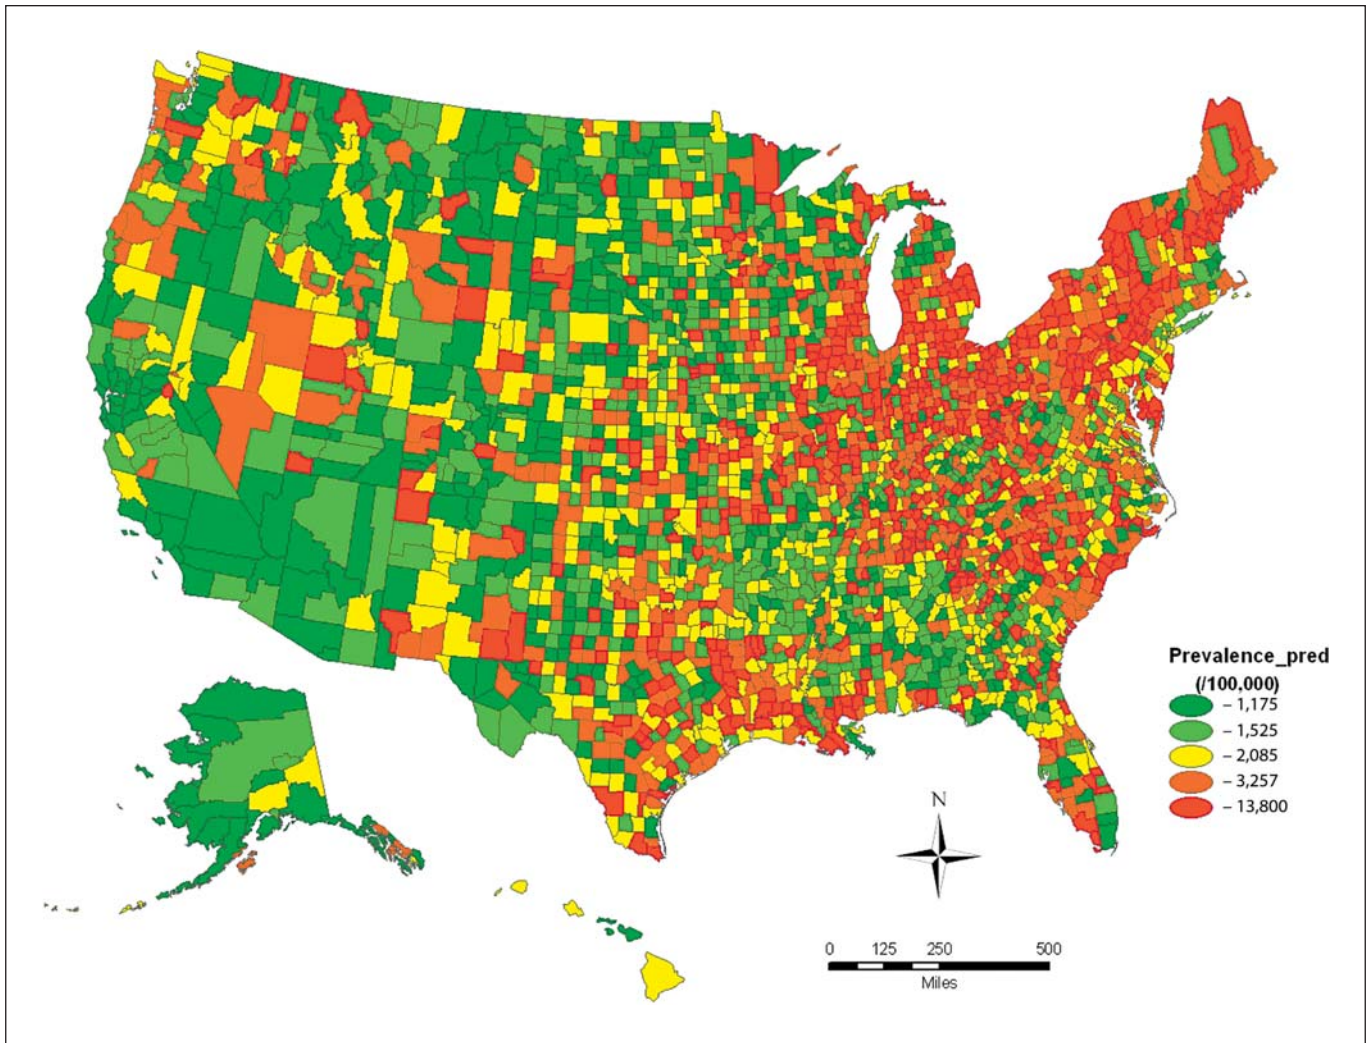 Prevalence_pred
(/100,000)
– 1,175
– 1,525
– 2,085
– 3,257
– 13,800
N
0 125 250 500
Miles